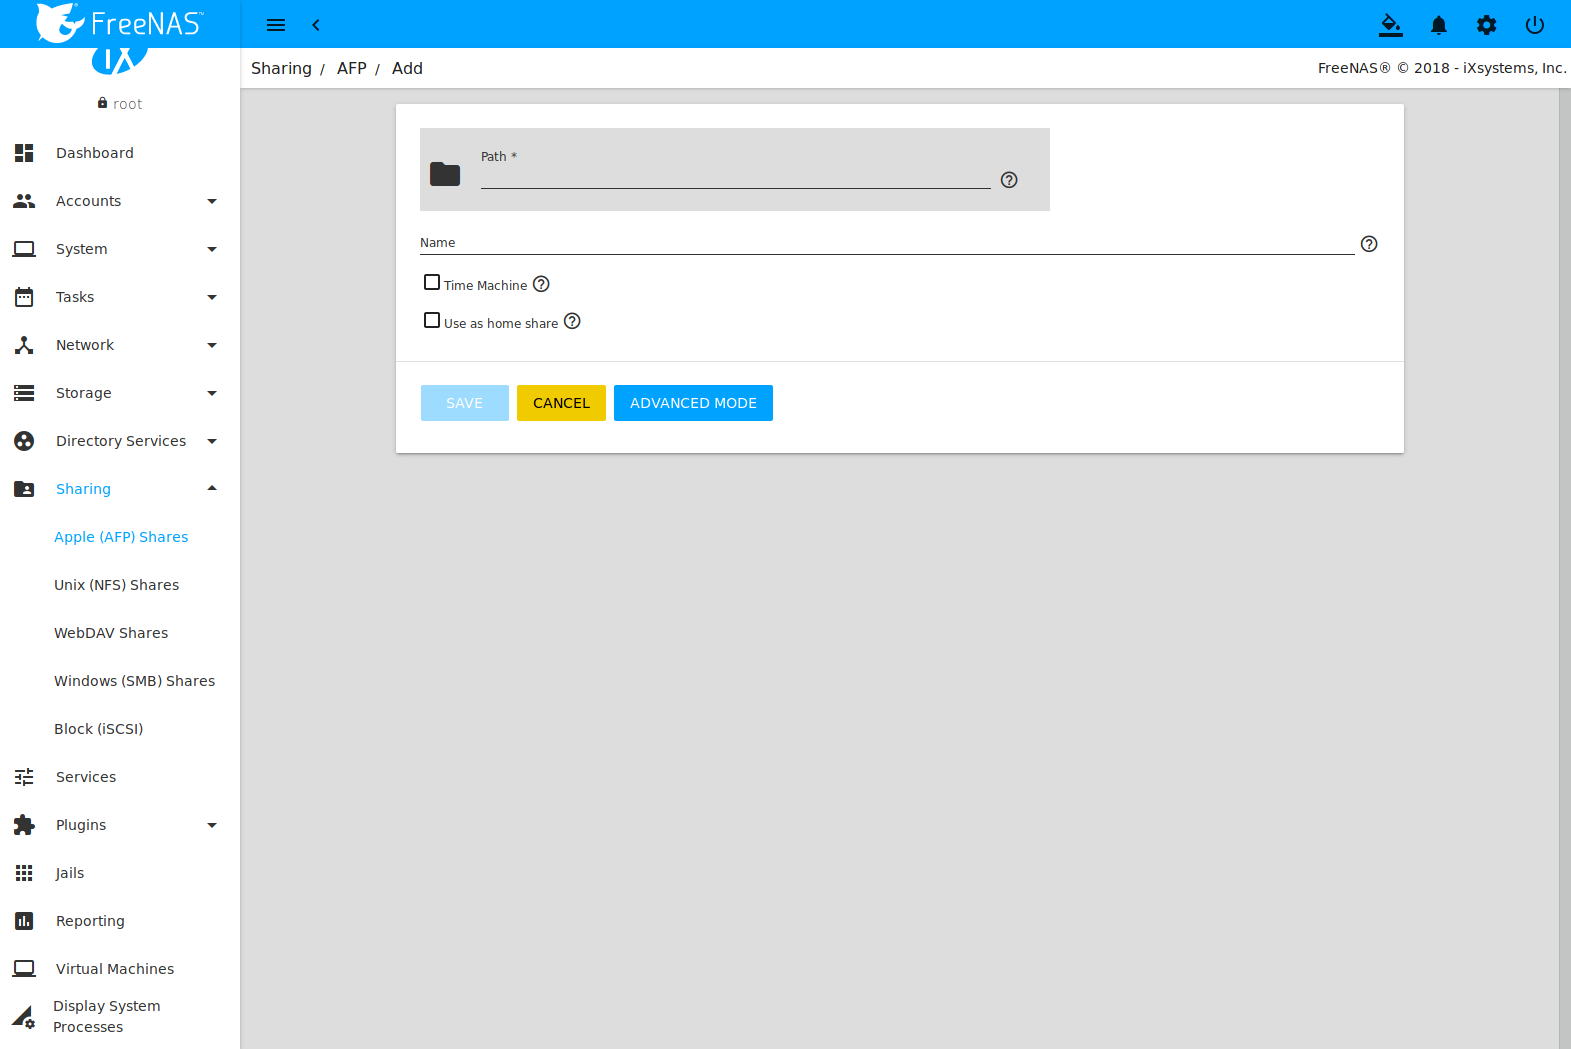 FreeNAS™
Sharing / AFP / Add
FreeNAS® © 2018 - iXsystems, Inc.
iX
root
Dashboard
Accounts
System
Tasks
Network
Storage
Directory Services
Sharing
Apple (AFP) Shares
Unix (NFS) Shares
WebDAV Shares
Windows (SMB) Shares
Block (iSCSI)
Services
Plugins
Jails
Reporting
Virtual Machines
Display System
Processes
Path *
Name
Time Machine
Use as home share
SAVE CANCEL ADVANCED MODE